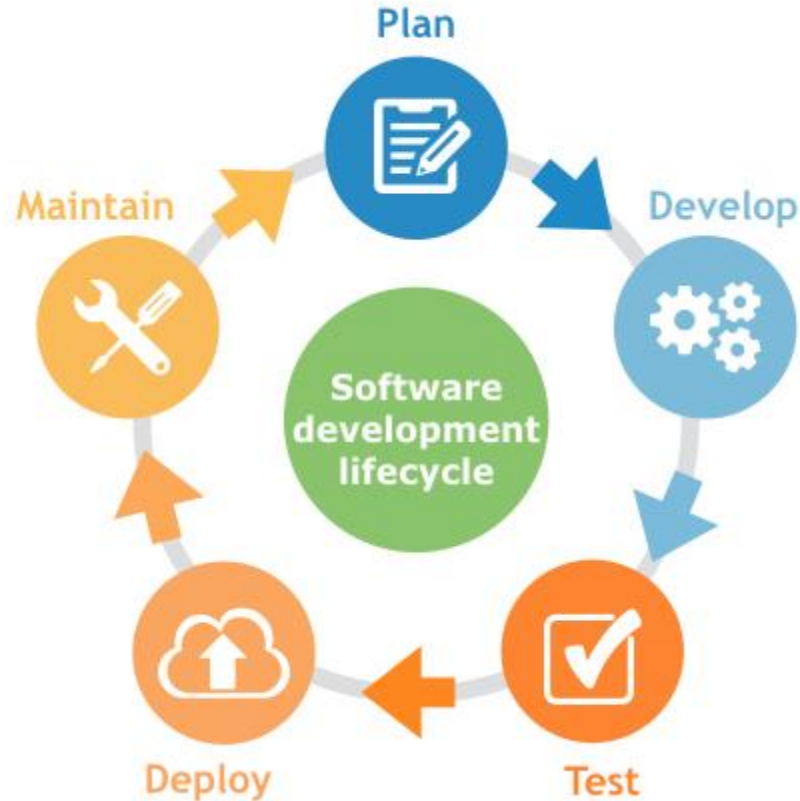 Plan
Maintain
Develop
Software
development
lifecycle
Deploy
Test